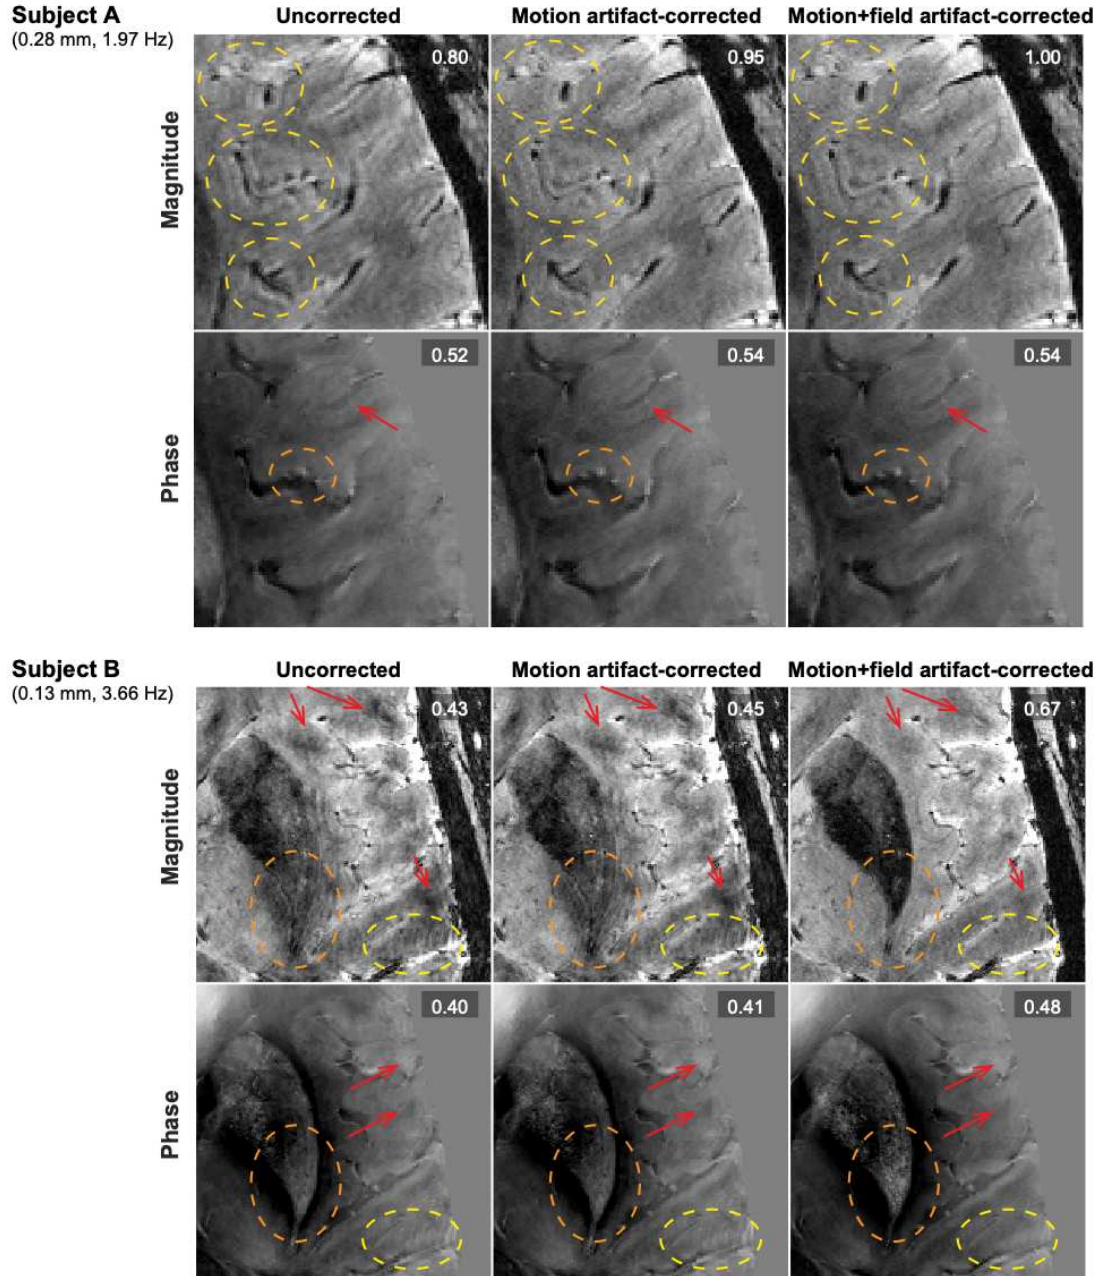 Subject A
(0.28 mm, 1.97 Hz)
Uncorrected
Motion artifact-corrected
Motion+field artifact-corrected
Magnitude
0.80
0.95
1.00
Phase
0.52
0.54
0.54
Subject B
(0.13 mm, 3.66 Hz)
Uncorrected
Motion artifact-corrected
Motion+field artifact-corrected
Magnitude
0.43
0.45
0.67
Phase
0.40
0.41
0.48